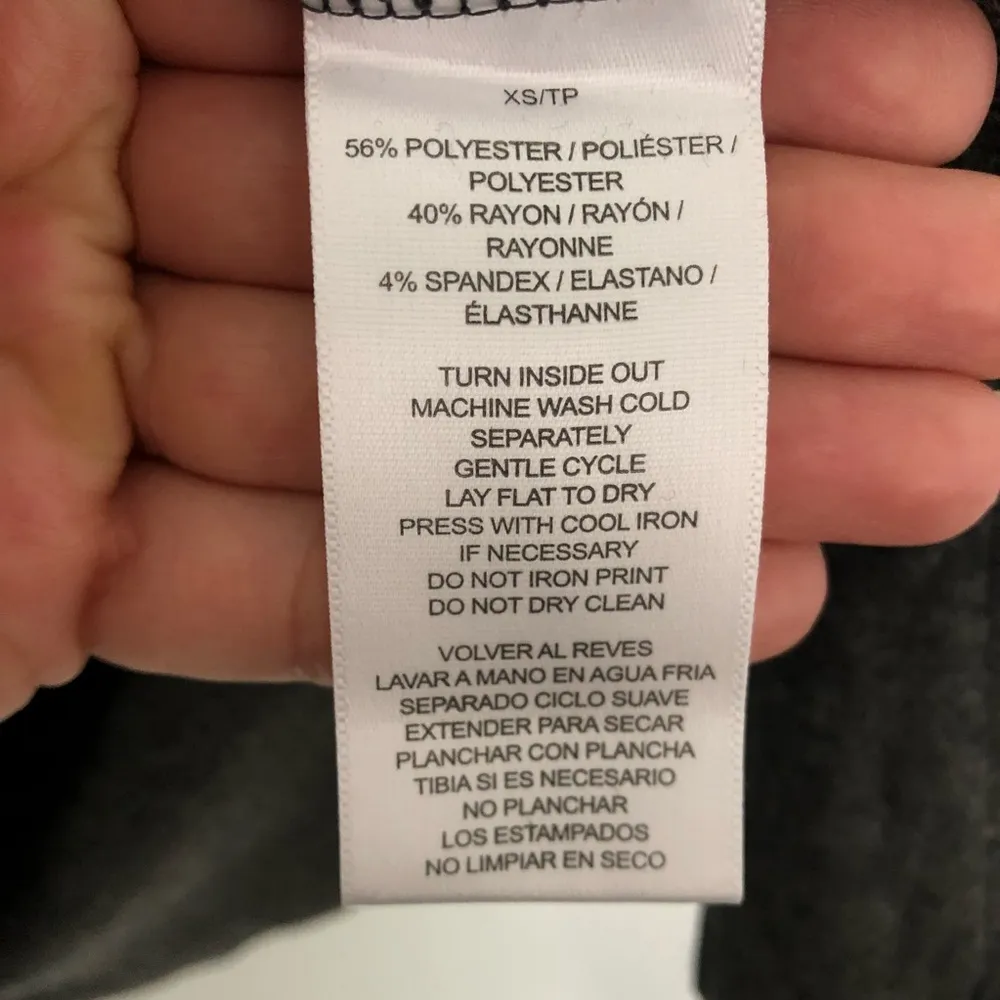 XS/TP
56% POLYESTER / POLIÉSTER /
POLYESTER
40% RAYON / RAYÓN /
RAYONNE
4% SPANDEX / ELASTANO /
ÉLASTHANNE
TURN INSIDE OUT
MACHINE WASH COLD
SEPARATELY
GENTLE CYCLE
LAY FLAT TO DRY
PRESS WITH COOL IRON
IF NECESSARY
DO NOT IRON PRINT
DO NOT DRY CLEAN
VOLVER AL REVES
LAVAR A MANO EN AGUA FRIA
SEPARADO CICLO SUAVE
EXTENDER PARA SECAR
PLANCHAR CON PLANCHA
TIBIA SI ES NECESARIO
NO PLANCHAR
LOS ESTAMPADOS
NO LIMPIAR EN SECO